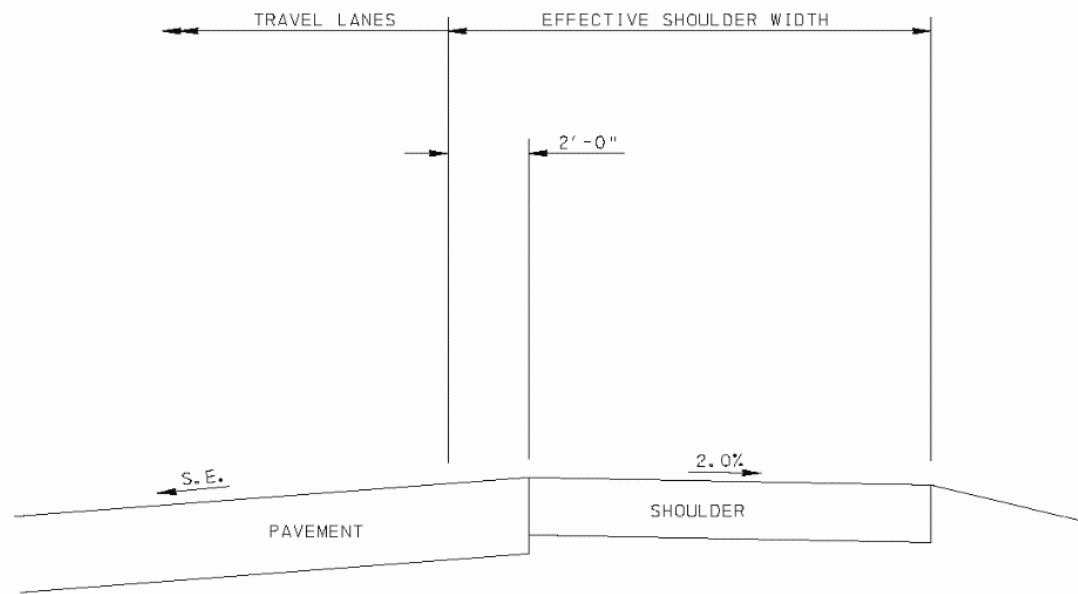 TRAVEL LANES
EFFECTIVE SHOULDER WIDTH
2'-0"
S.E.
2.0%
PAVEMENT
SHOULDER